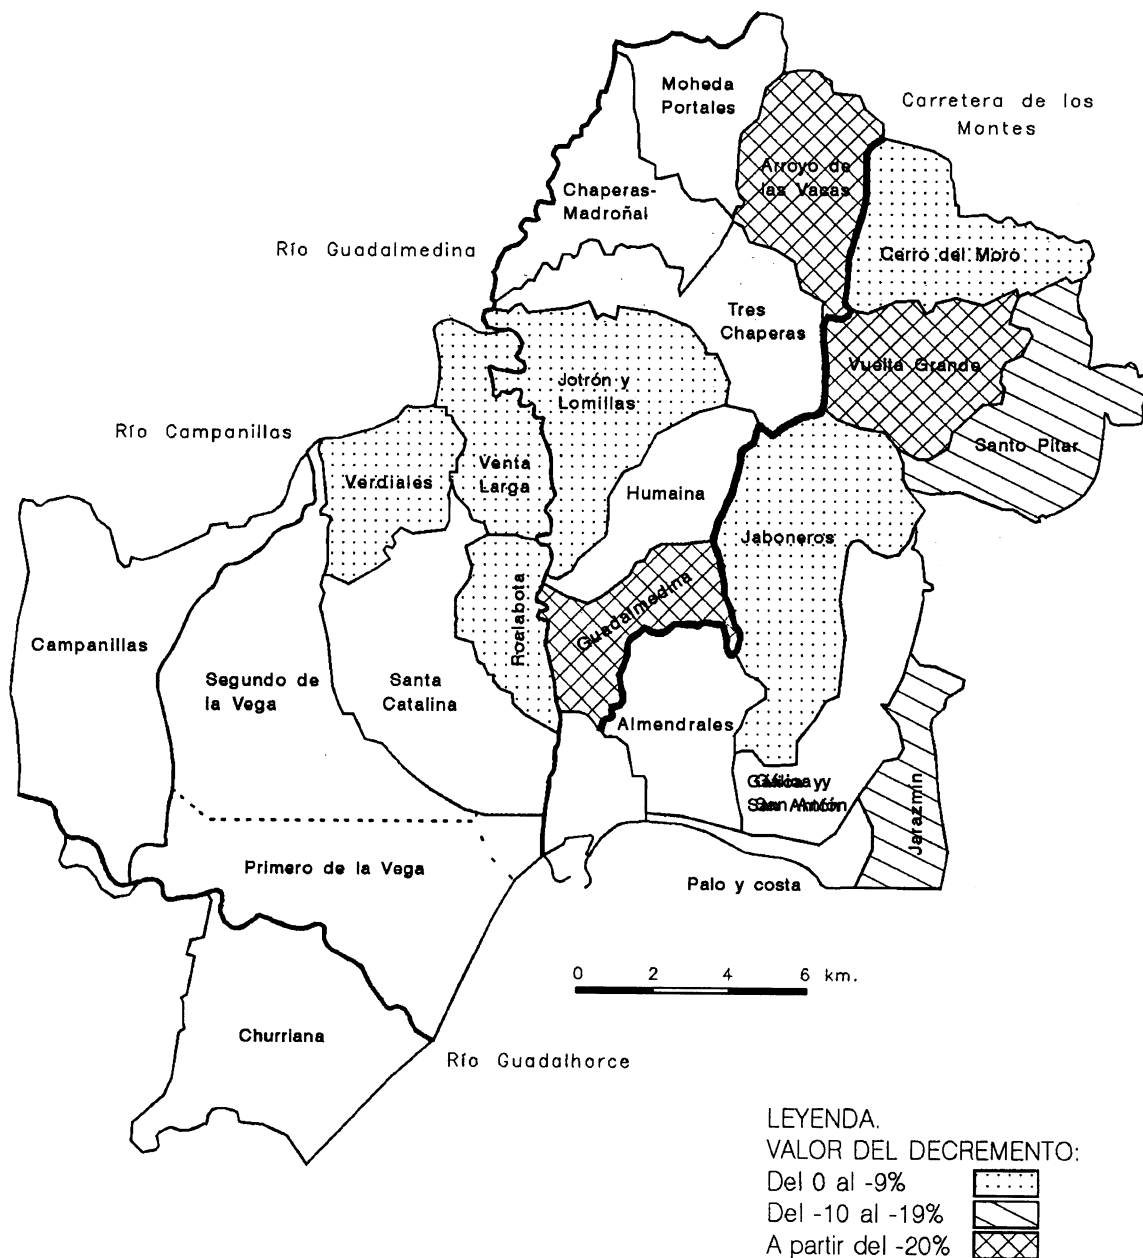 Moheda
Portales
Carretera de los
Montes
Arroyo de
las Vacas
Chaperas-
Madroñal
Río Guadalmedina
Cerro del Moro
Tres
Chaperas
Vuelta Grande
Jotrón y
Lomillas
Río Campanillas
Santo Pitar
Venta
Larga
Verdiales
Humaina
Jaboneros
Roalabota
Guadalmedina
Campanillas
Segundo de
la Vega
Santa
Catalina
Almendrales
Gálica y
San Antón
Jarazmín
Primero de la Vega
Palo y costa
0 2 4 6 km.
Churriana
Río Guadalhorce
LEYENDA.
VALOR DEL DECREMENTO:
Del 0 al -9%
Del -10 al -19%
A partir del -20%